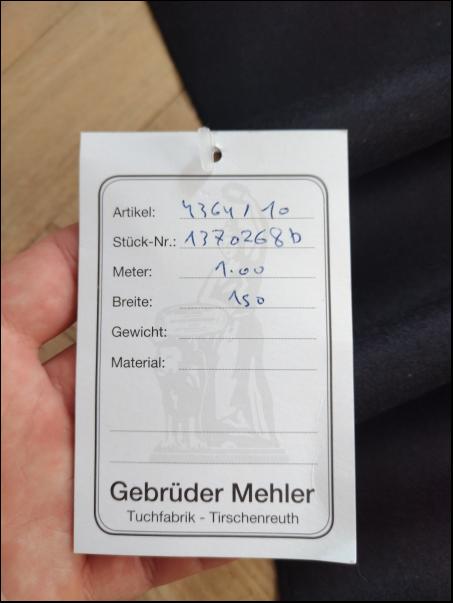 Artikel: 4364/10
Stück-Nr.: 1370268b
Meter: 1.00
Breite: 150
Gewicht:
Material:
Gebrüder Mehler
Tuchfabrik - Tirschenreuth